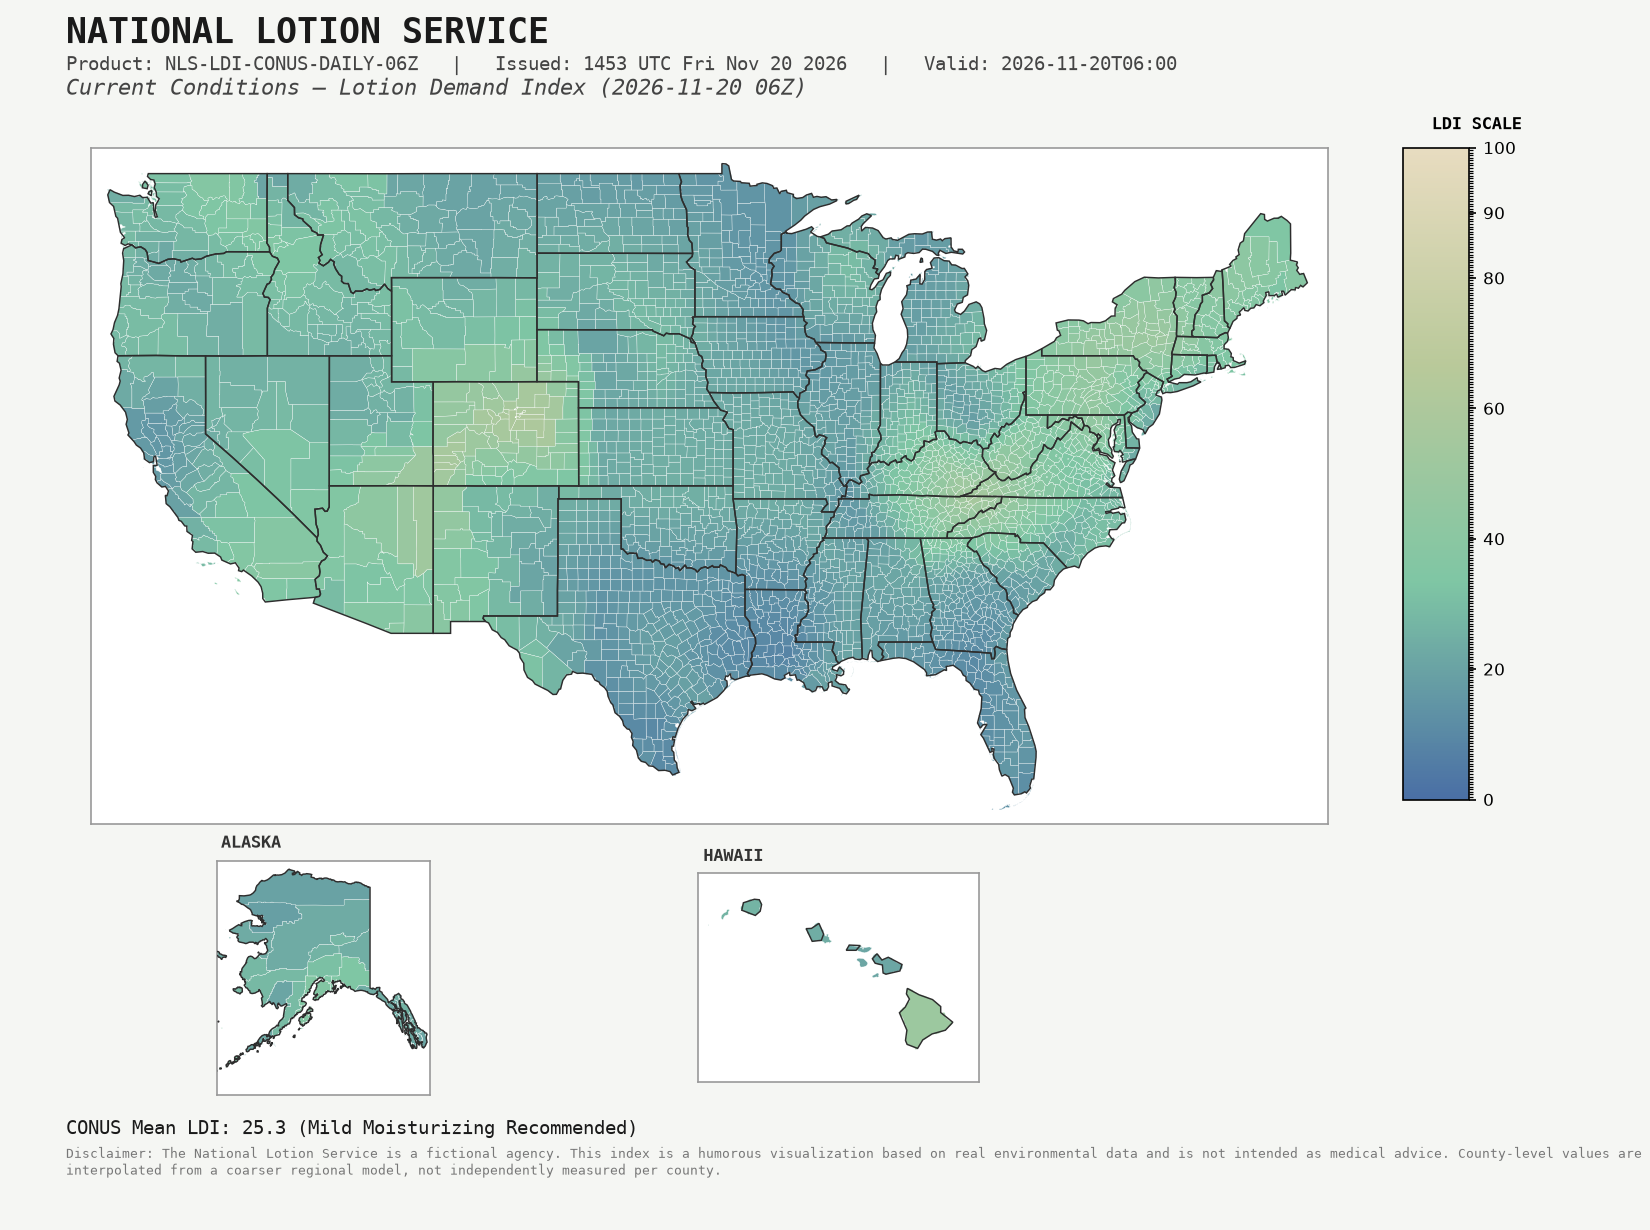 NATIONAL LOTION SERVICE
Product: NLS-LDI-CONUS-DAILY-06Z | Issued: 1453 UTC Fri Nov 20 2026 | Valid: 2026-11-20T06:00
Current Conditions — Lotion Demand Index (2026-11-20 06Z)
LDI SCALE
100
90
80
60
40
20
0
ALASKA
HAWAII
CONUS Mean LDI: 25.3 (Mild Moisturizing Recommended)
Disclaimer: The National Lotion Service is a fictional agency. This index is a humorous visualization based on real environmental data and is not intended as medical advice. County-level values are
interpolated from a coarser regional model, not independently measured per county.